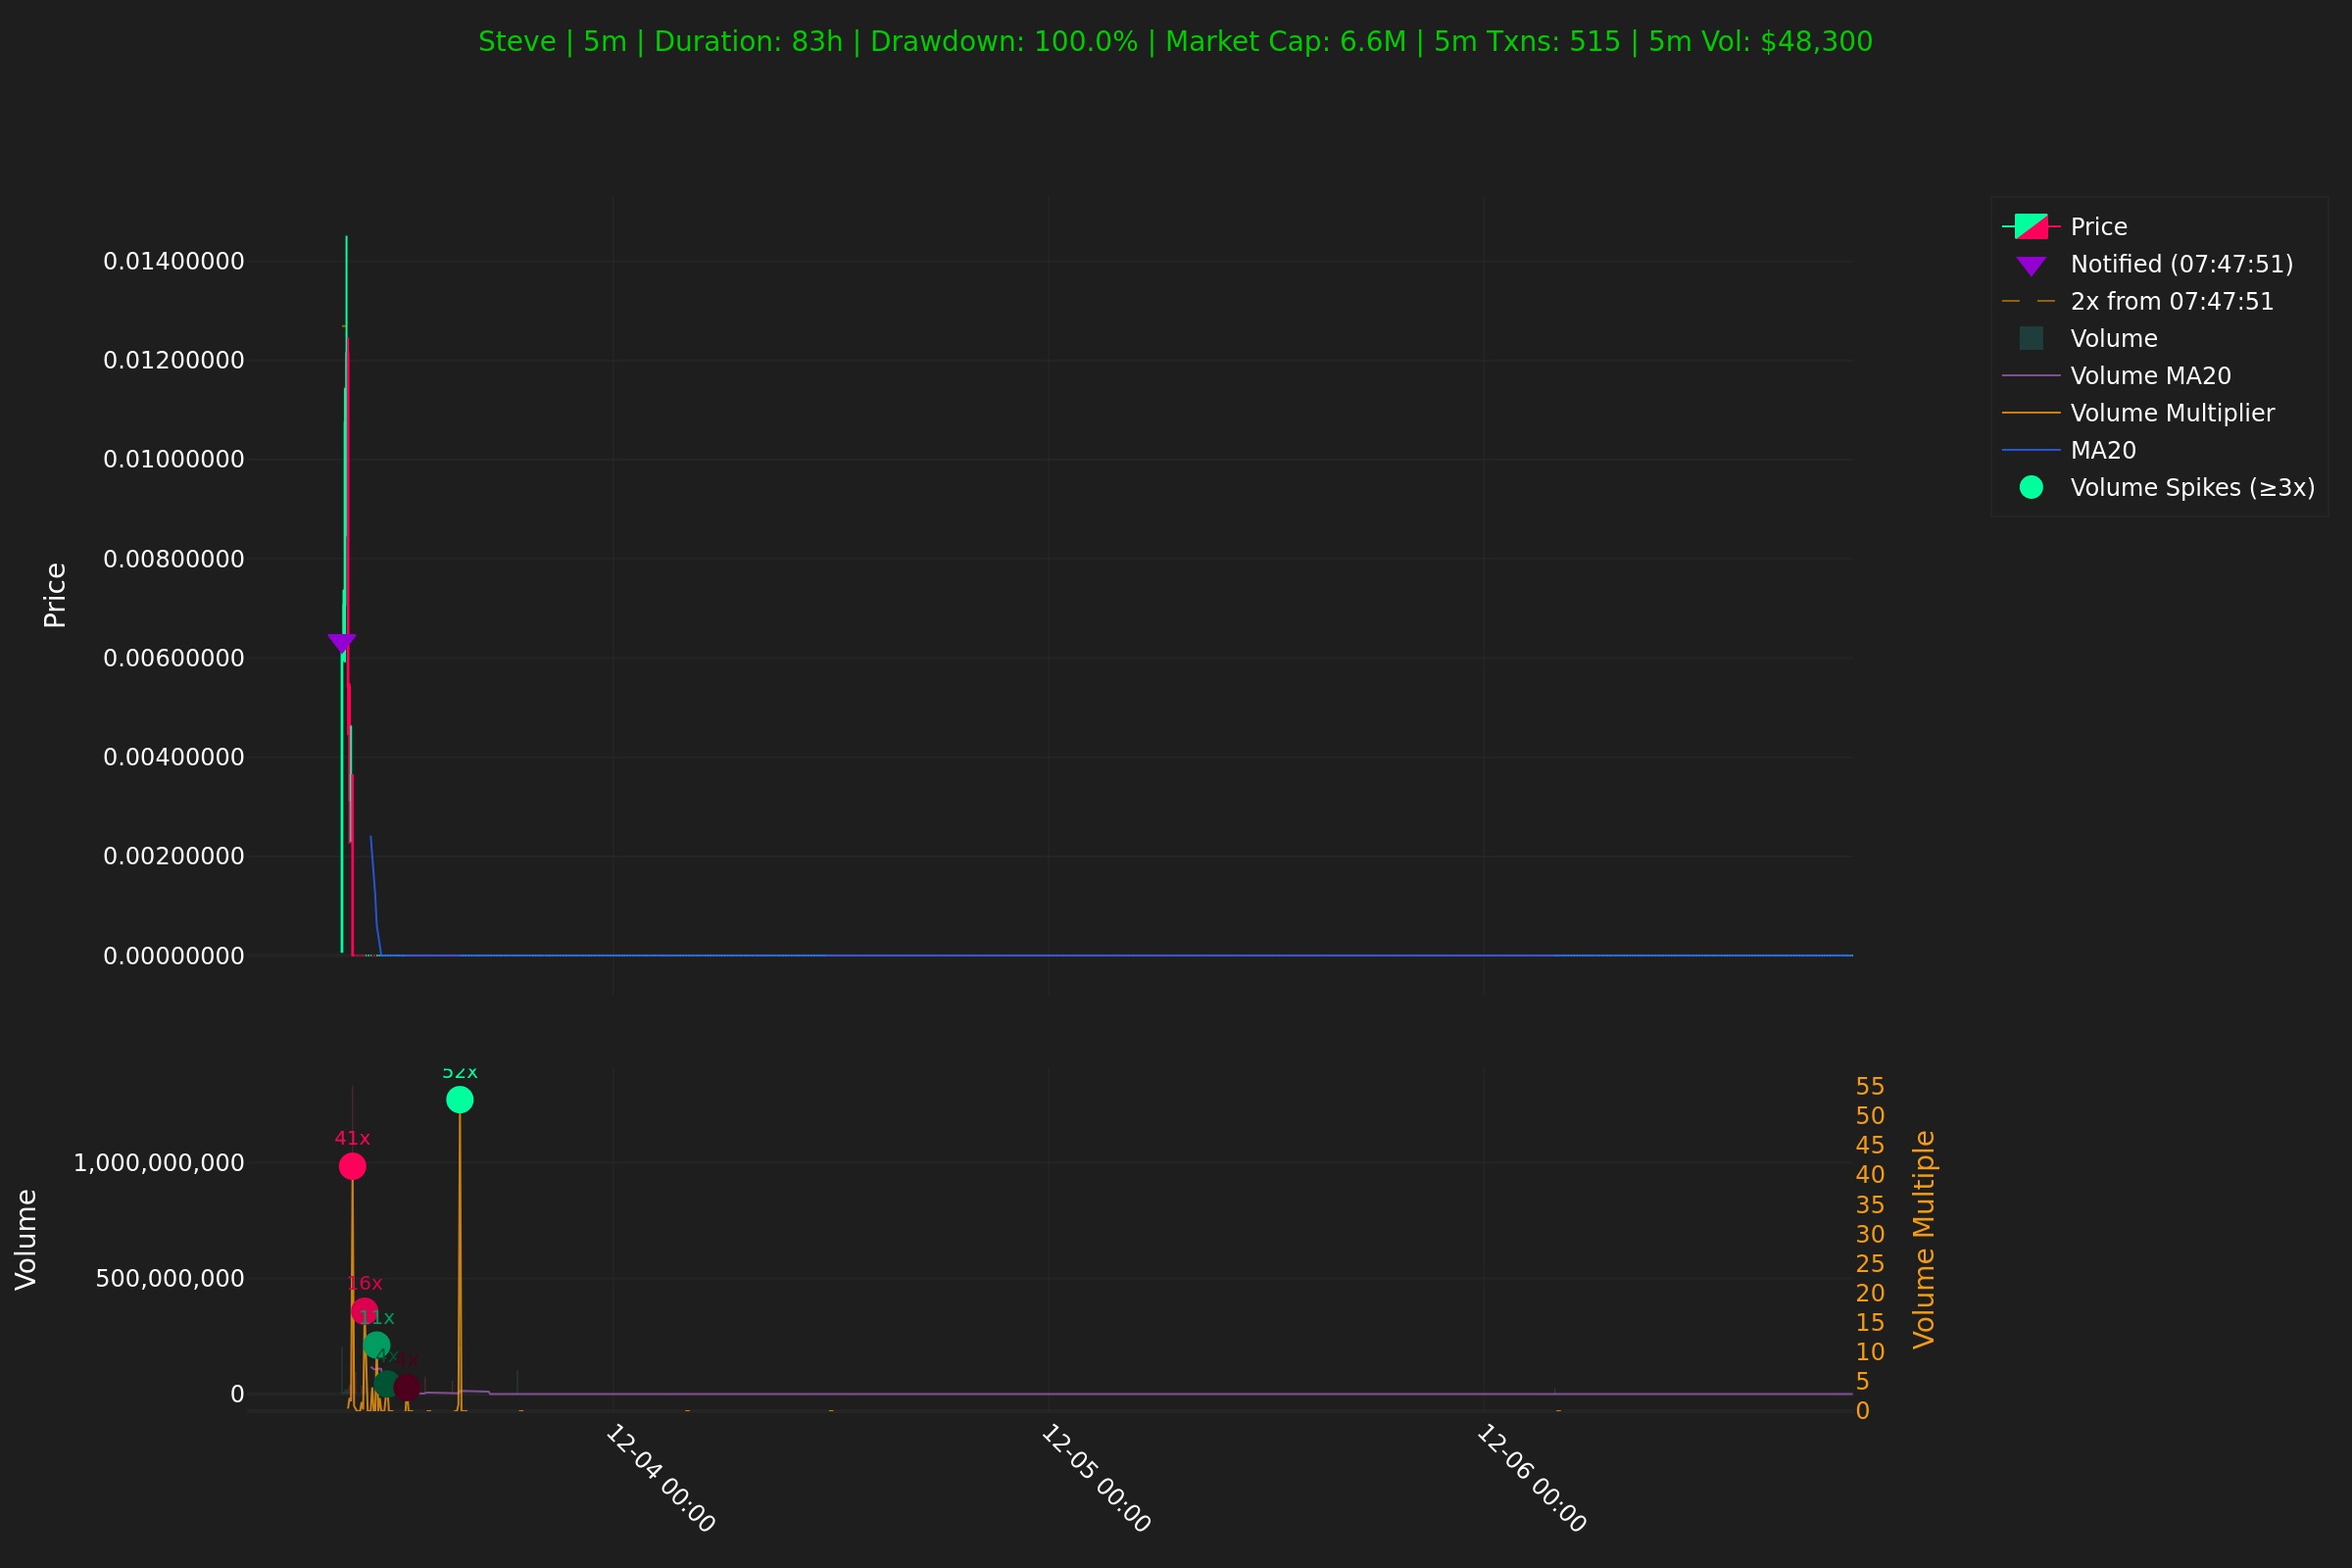 Steve | 5m | Duration: 83h | Drawdown: 100.0% | Market Cap: 6.6M | 5m Txns: 515 | 5m Vol: $48,300
Price
0.01400000
0.01200000
0.01000000
0.00800000
0.00600000
0.00400000
0.00200000
0.00000000
Price
Notified (07:47:51)
2x from 07:47:51
Volume
Volume MA20
Volume Multiplier
MA20
Volume Spikes (≥3x)
Volume
1,000,000,000
500,000,000
0
52x
41x
16x
11x
4x
55
50
45
40
35
30
25
20
15
10
5
0
Volume Multiple
12-04 00:00
12-05 00:00
12-06 00:00